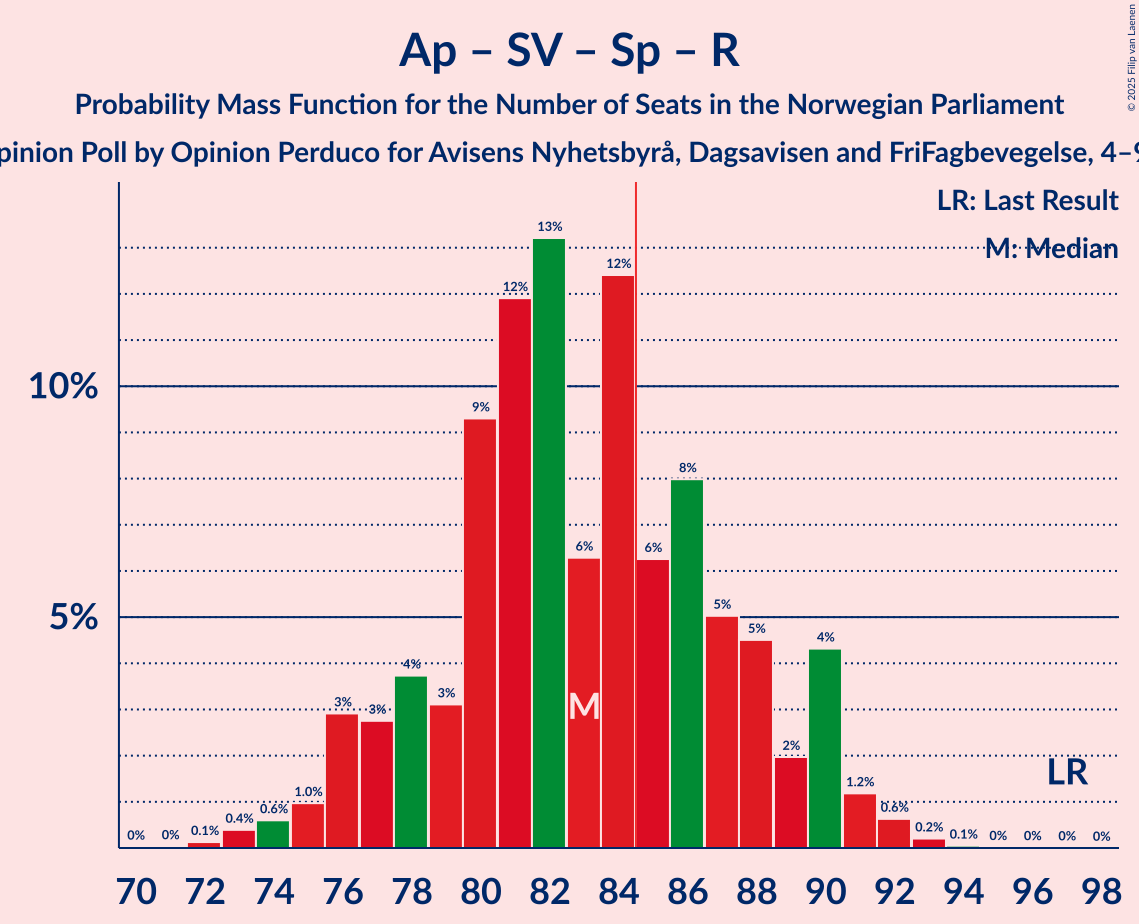 © 2025 Filip van Laenen
Ap – SV – Sp – R
Probability Mass Function for the Number of Seats in the Norwegian Parliament
Poll by Opinion Perduco for Avisens Nyhetsbyrå, Dagsavisen and FriFagbevegelse,
LR: Last Result
M: Median
13%
12% 12%
10%
9%
8%
6% 6%
5%
5% 5%
4% 4%
3% 3% 3%
M
2%
LR
1.0% 1.2%
0% 0% 0.1% 0.4% 0.6% 0.6% 0.2% 0.1% 0% 0% 0% 0%
70 72 74 76 78 80 82 84 86 88 90 92 94 96 98